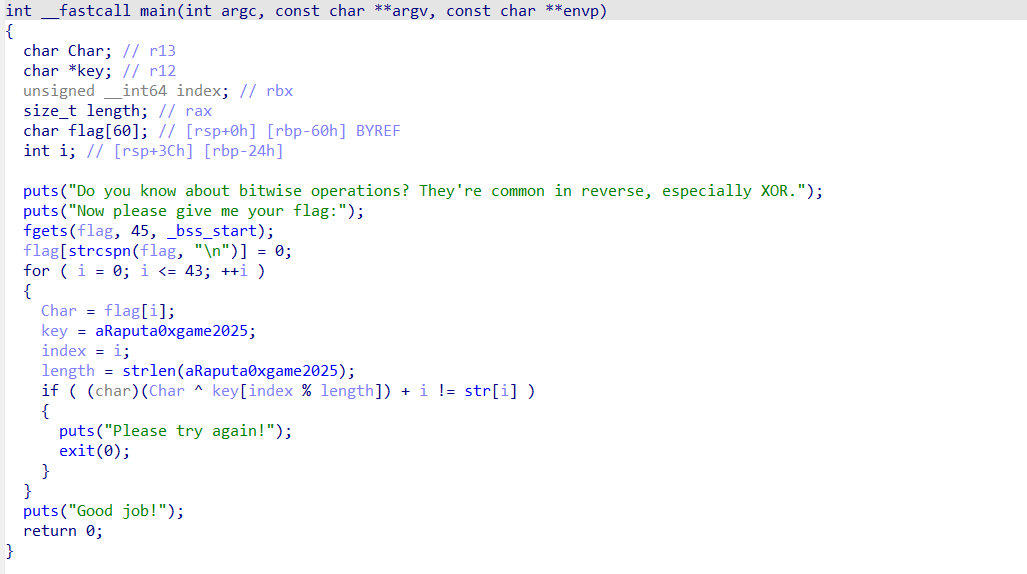 int __fastcall main(int argc, const char **argv, const char **envp)
{
  char Char; // r13
  char *key; // r12
  unsigned __int64 index; // rbx
  size_t length; // rax
  char flag[60]; // [rsp+0h] [rbp-60h] BYREF
  int i; // [rsp+3Ch] [rbp-24h]

  puts("Do you know about bitwise operations? They're common in reverse, especially XOR.");
  puts("Now please give me your flag:");
  fgets(flag, 45, _bss_start);
  flag[strcspn(flag, "\n")] = 0;
  for ( i = 0; i <= 43; ++i )
  {
    Char = flag[i];
    key = aRaputa0xgame2025;
    index = i;
    length = strlen(aRaputa0xgame2025);
    if ( (char)(Char ^ key[index % length]) + i != str[i] )
    {
      puts("Please try again!");
      exit(0);
    }
  }
  puts("Good job!");
  return 0;
}